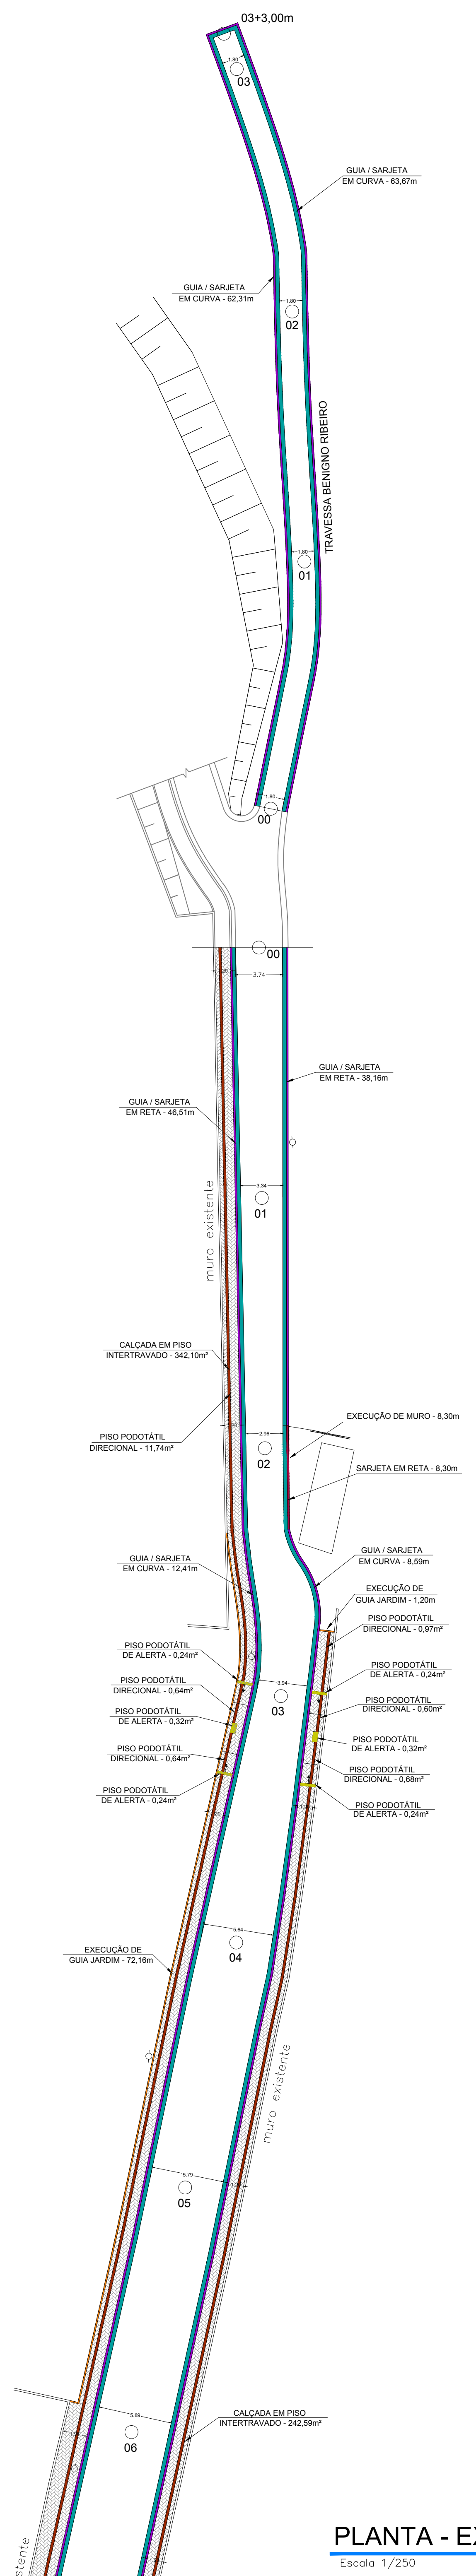 03+3,00m
1.80
03
GUIA / SARJETA
EM CURVA - 63,67m
GUIA / SARJETA
EM CURVA - 62,31m
1.80
02
TRAVESSA BENIGNO RIBEIRO
1.80
01
1.80
00
00
3.74
GUIA / SARJETA
EM RETA - 38,16m
GUIA / SARJETA
EM RETA - 46,51m
muro existente
3.34
01
CALÇADA EM PISO
INTERTRAVADO - 342,10m²
EXECUÇÃO DE MURO - 8,30m
PISO PODOTÁTIL
DIRECIONAL - 11,74m²
2.96
02
SARJETA EM RETA - 8,30m
GUIA / SARJETA
EM CURVA - 8,59m
GUIA / SARJETA
EM CURVA - 12,41m
EXECUÇÃO DE
GUIA JARDIM - 1,20m
PISO PODOTÁTIL
DIRECIONAL - 0,97m²
PISO PODOTÁTIL
DE ALERTA - 0,24m²
PISO PODOTÁTIL
DE ALERTA - 0,24m²
3.94
03
PISO PODOTÁTIL
DIRECIONAL - 0,64m²
PISO PODOTÁTIL
DIRECIONAL - 0,60m²
PISO PODOTÁTIL
DE ALERTA - 0,32m²
PISO PODOTÁTIL
DE ALERTA - 0,32m²
PISO PODOTÁTIL
DIRECIONAL - 0,64m²
PISO PODOTÁTIL
DIRECIONAL - 0,68m²
PISO PODOTÁTIL
DE ALERTA - 0,24m²
PISO PODOTÁTIL
DE ALERTA - 0,24m²
5.64
04
EXECUÇÃO DE
GUIA JARDIM - 72,16m
muro existente
5.79
05
5.89
06
CALÇADA EM PISO
INTERTRAVADO - 242,59m²
PLANTA - E
Escala 1/250